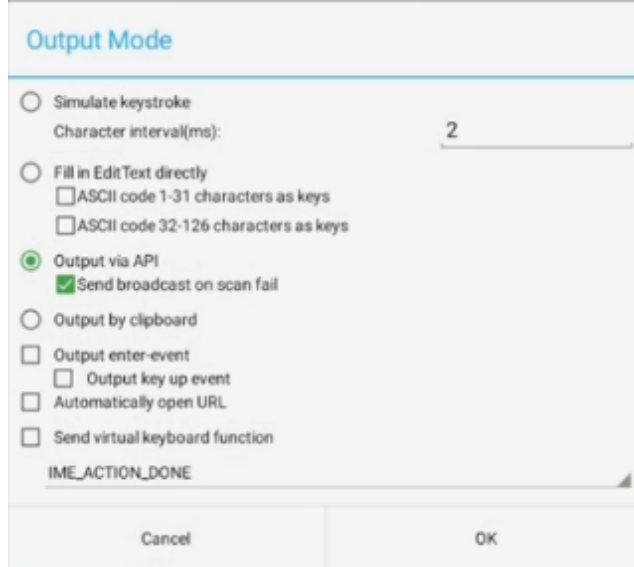 Output Mode
Simulate keystroke
Character interval(ms): 2
Fill in EditText directly
ASCII code 1-31 characters as keys
ASCII code 32-126 characters as keys
Output via API
Send broadcast on scan fail
Output by clipboard
Output enter-event
Output key up event
Automatically open URL
Send virtual keyboard function
IME_ACTION_DONE
Cancel OK